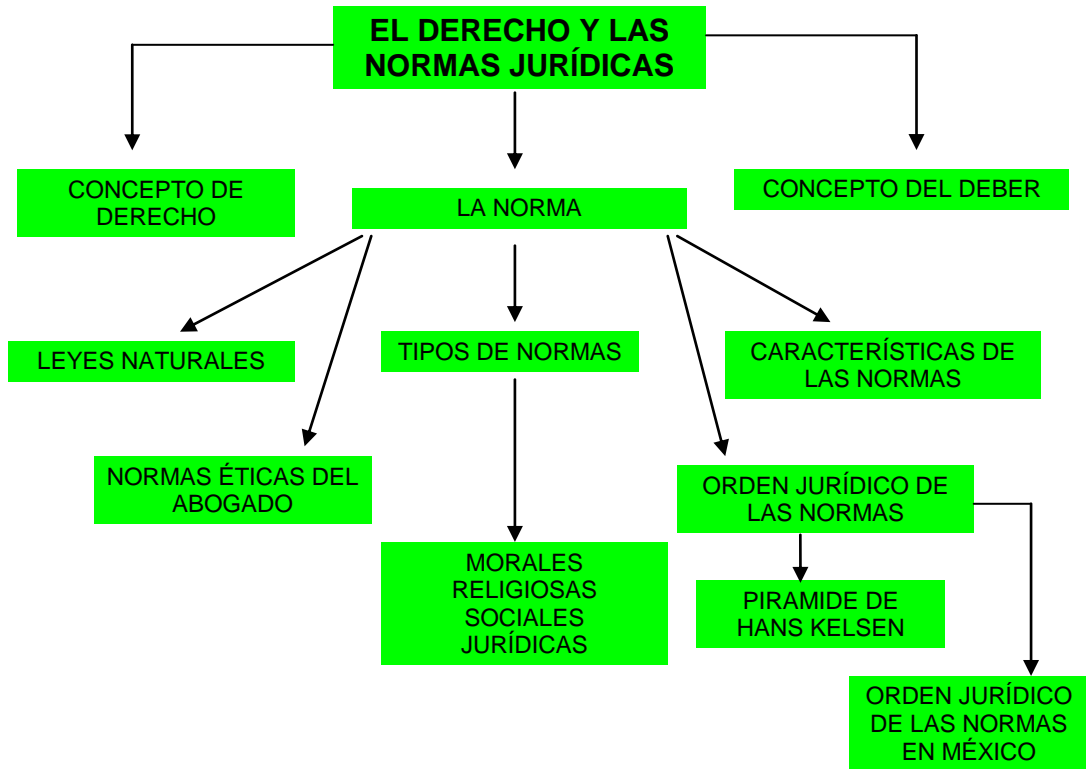 EL DERECHO Y LAS
NORMAS JURÍDICAS
CONCEPTO DE
DERECHO
LA NORMA
CONCEPTO DEL DEBER
LEYES NATURALES
TIPOS DE NORMAS
CARACTERÍSTICAS DE
LAS NORMAS
NORMAS ÉTICAS DEL
ABOGADO
ORDEN JURÍDICO DE
LAS NORMAS
MORALES
RELIGIOSAS
SOCIALES
JURÍDICAS
PIRAMIDE DE
HANS KELSEN
ORDEN JURÍDICO
DE LAS NORMAS
EN MÉXICO